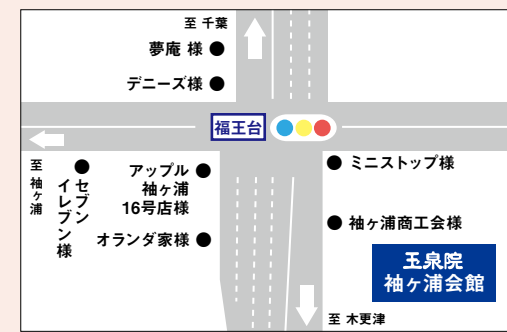 至 千葉
夢庵 様
デニーズ様
福王台
至 袖ヶ浦
セブン
イレブン様
アップル
袖ヶ浦
16号店様
オランダ家様
ミニストップ様
袖ヶ浦商工会様
玉泉院
袖ヶ浦会館
至 木更津